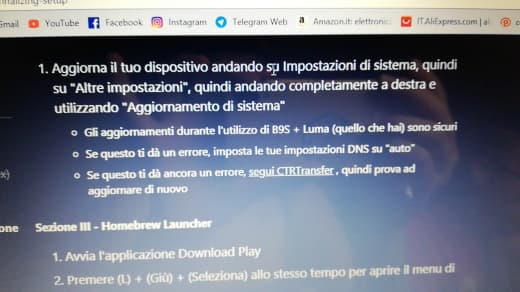 nalizing-setup
Gmail YouTube Facebook Instagram Telegram Web Amazon.it: elettronic IT.AliExpress.com | al
1. Aggiorna il tuo dispositivo andando su Impostazioni di sistema, quindi
su "Altre impostazioni", quindi andando completamente a destra e
utilizzando "Aggiornamento di sistema"
Gli aggiornamenti durante l'utilizzo di B9S + Luma (quello che hai) sono sicuri
Se questo ti dà un errore, imposta le tue impostazioni DNS su "auto"
Se questo ti dà ancora un errore, segui CTRTransfer , quindi prova ad
aggiornare di nuovo
Sezione III - Homebrew Launcher
1. Avvia l'applicazione Download Play
2. Premere (L) + (Giù) + (Seleziona) allo stesso tempo per aprire il menu di